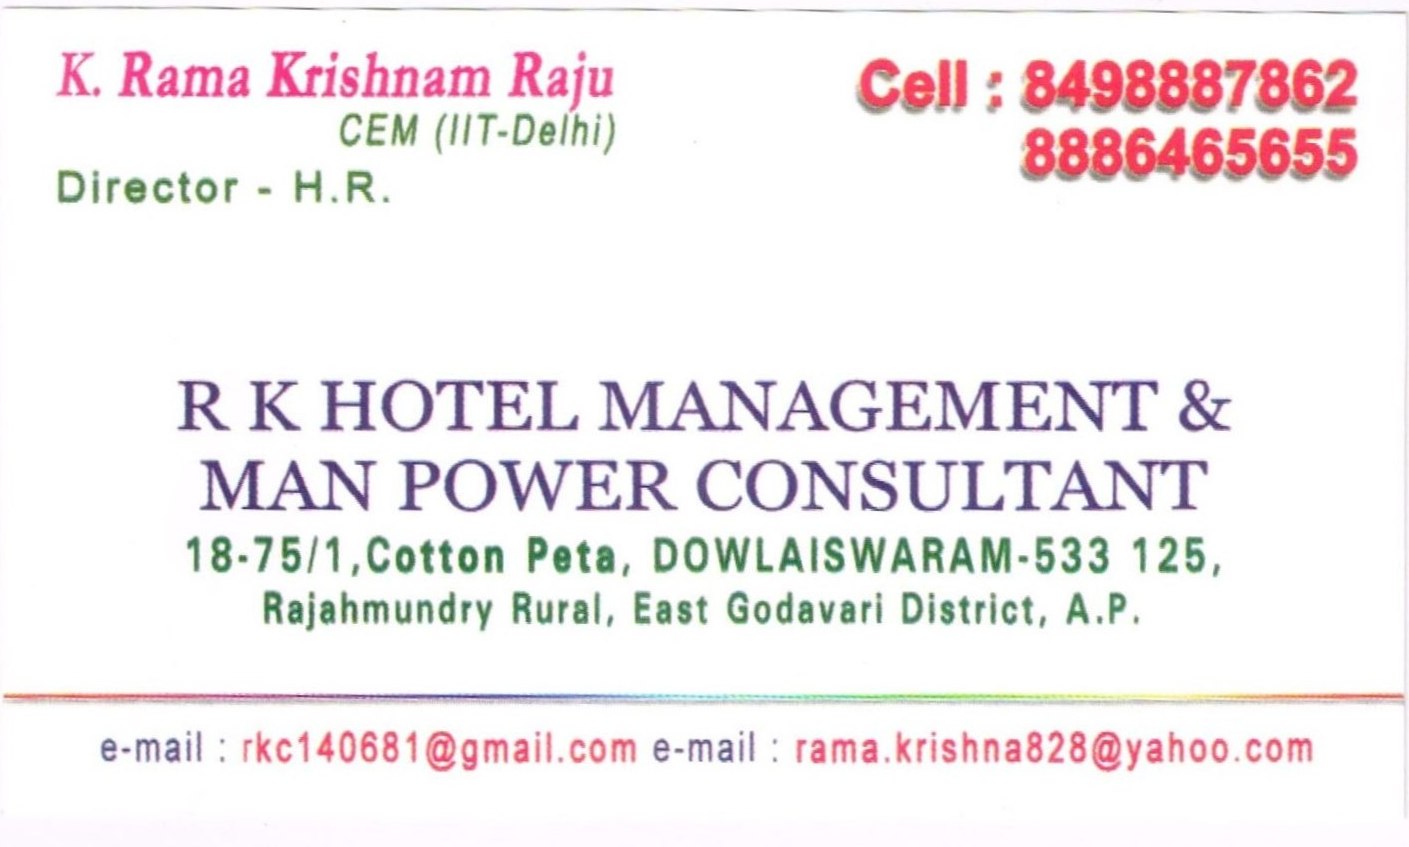 K. Rama Krishnam Raju
CEM (IIT-Delhi)
Director - H.R.
Cell : 8498887862
8886465655
R K HOTEL MANAGEMENT &
MAN POWER CONSULTANT
18-75/1,Cotton Peta, DOWLAISWARAM-533 125,
Rajahmundry Rural, East Godavari District, A.P.
e-mail : rkc140681@gmail.com e-mail : rama.krishna828@yahoo.com